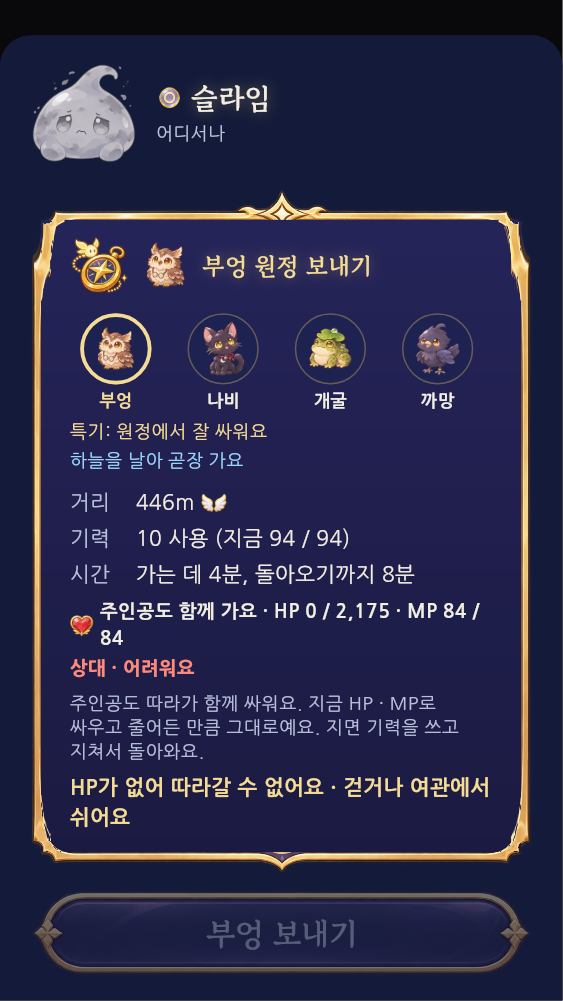 슬라임
어디서나
부엉 원정 보내기
부엉 나비 개굴 까망
특기: 원정에서 잘 싸워요
하늘을 날아 곧장 가요
거리 446m
기력 10 사용 (지금 94 / 94)
시간 가는 데 4분, 돌아오기까지 8분
주인공도 함께 가요 · HP 0 / 2,175 · MP 84 /
84
상대 · 어려워요
주인공도 따라가 함께 싸워요. 지금 HP · MP로
싸우고 줄어든 만큼 그대로예요. 지면 기력을 쓰고
지쳐서 돌아와요.
HP가 없어 따라갈 수 없어요 · 걷거나 여관에서
쉬어요
부엉 보내기